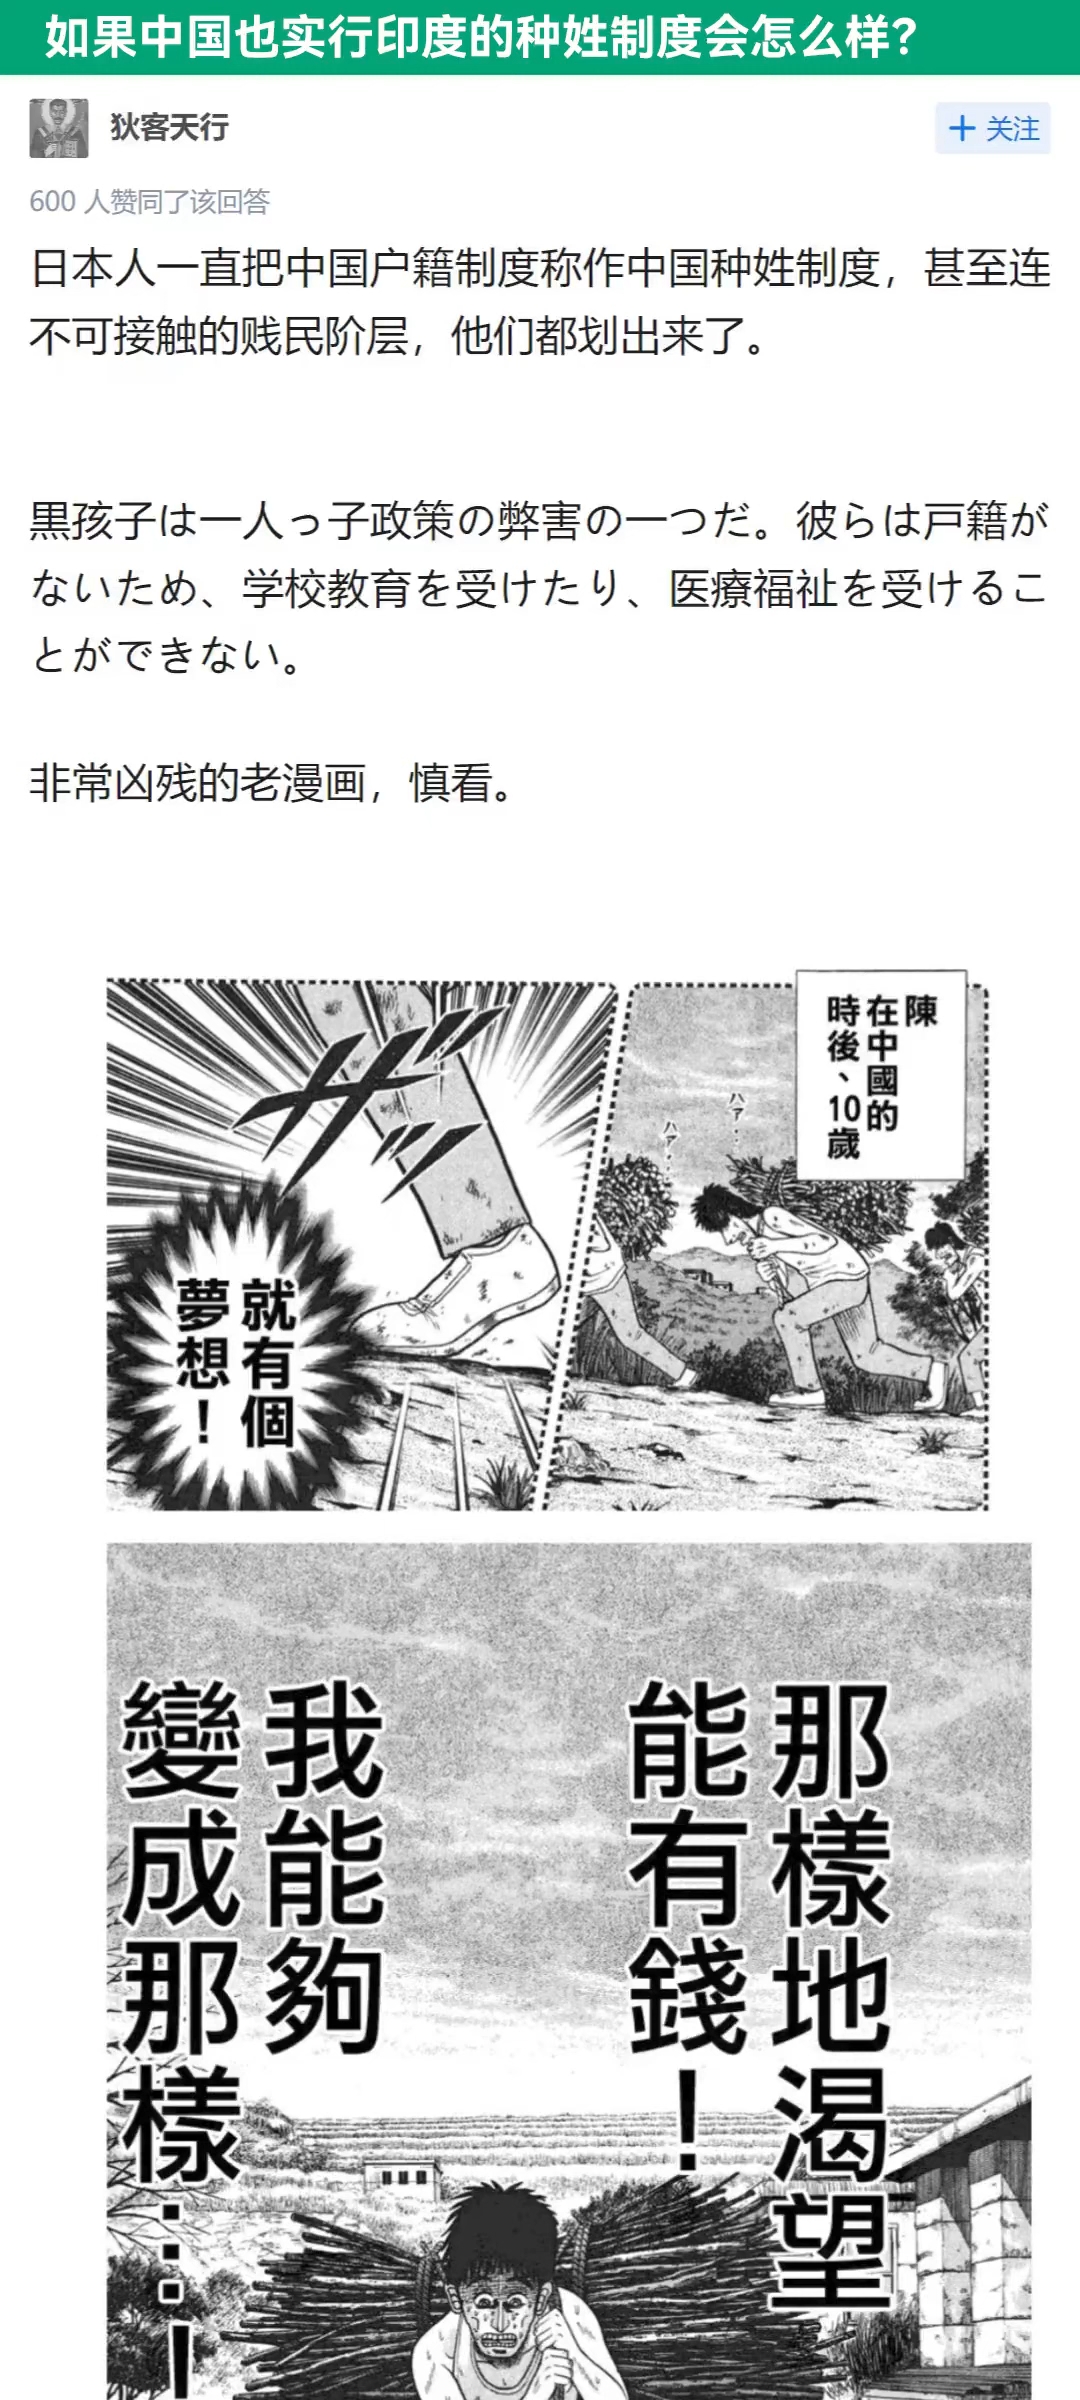 如果中国也实行印度的种姓制度会怎么样？
狄客天行
＋ 关注
600 人赞同了该回答
日本人一直把中国户籍制度称作中国种姓制度，甚至连
不可接触的贱民阶层，他们都划出来了。
黒孩子は一人っ子政策の弊害の一つだ。彼らは戸籍が
ないため、学校教育を受けたり、医療福祉を受けるこ
とができない。
非常凶残的老漫画，慎看。
陳
在中國的
時後、10歲
ハァ…
ハァ…
ザッ
就有個
夢想！
那樣地渴望
能有錢！
我能夠
變成那樣……！